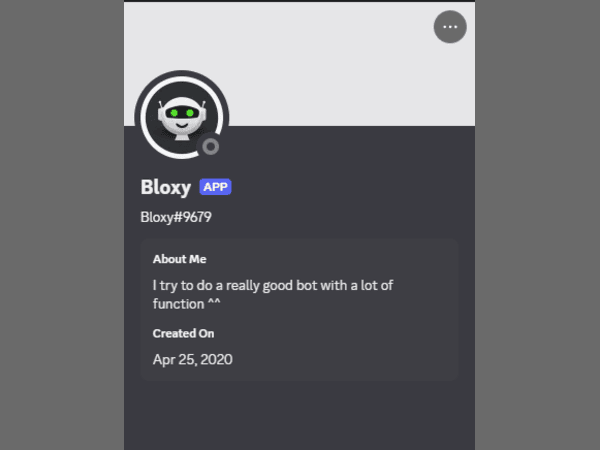 Bloxy APP
Bloxy#9679
About Me
I try to do a really good bot with a lot of
function ^^
Created On
Apr 25, 2020